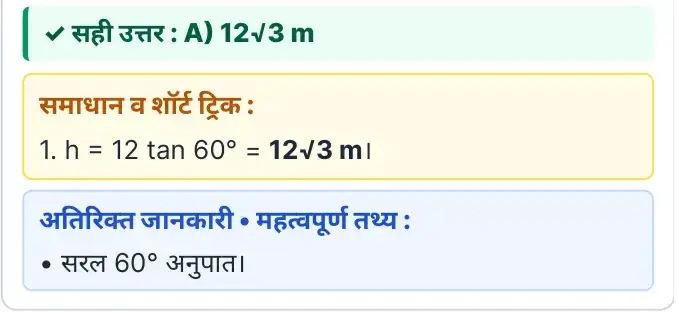 ✓ सही उत्तर : A) 12√3 m
समाधान व शॉर्ट ट्रिक :
1. h = 12 tan 60° = 12√3 m।
अतिरिक्त जानकारी • महत्वपूर्ण तथ्य :
• सरल 60° अनुपात।